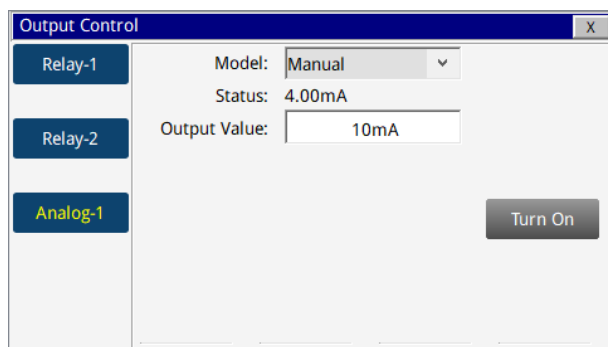 Output Control
X
Relay-1
Relay-2
Analog-1
Model: Manual
Status: 4.00mA
Output Value: 10mA
Turn On